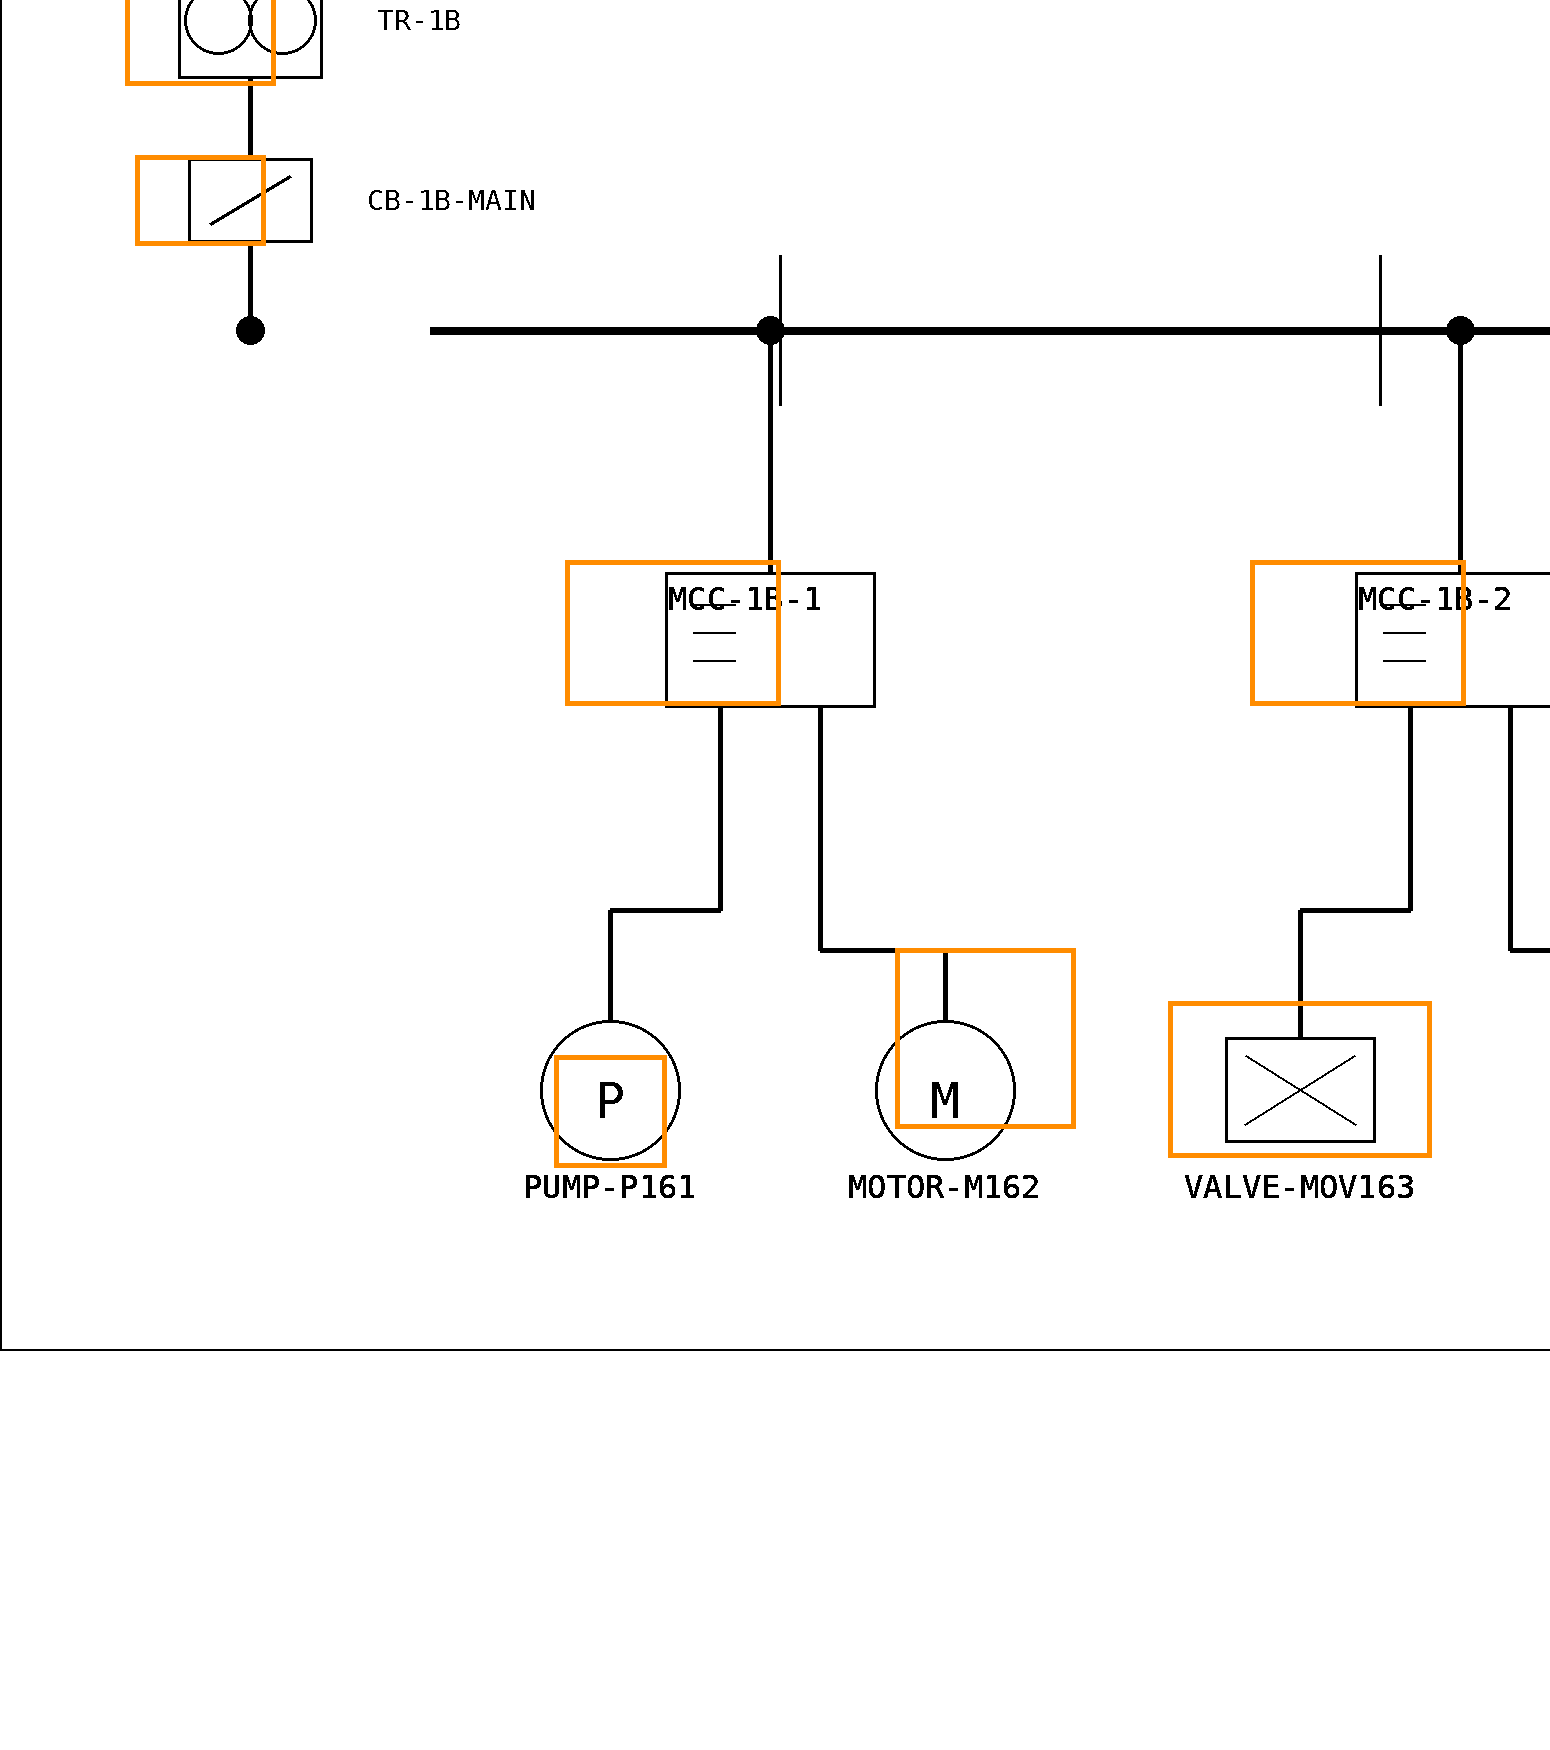 TR-1B
CB-1B-MAIN
MCC-1B-1
MCC-1B-2
P
M
PUMP-P161
MOTOR-M162
VALVE-MOV163